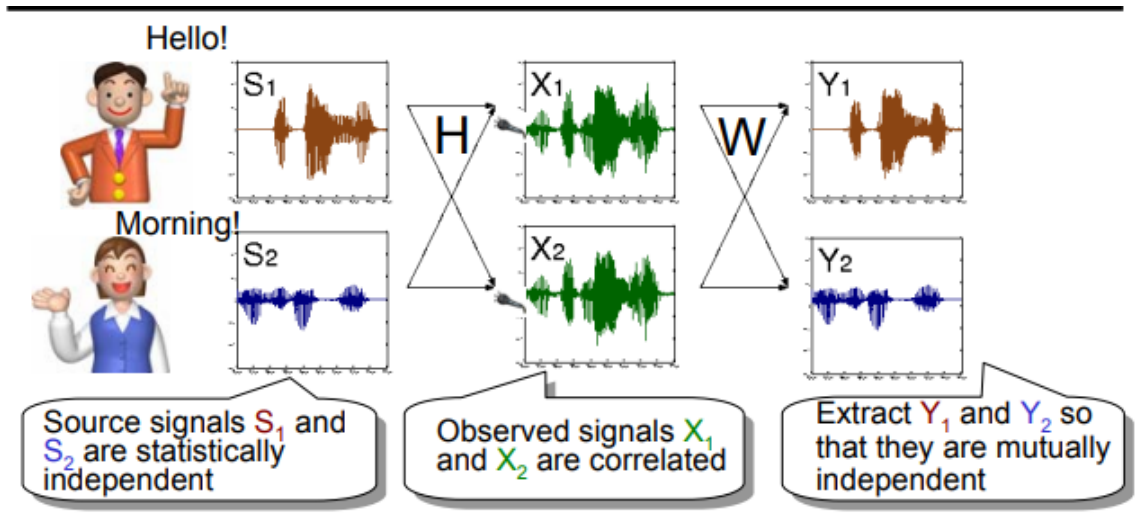 Hello!
S1
X1
Y1
H
W
Morning!
S2
X2
Y2
Source signals S1 and
S2 are statistically
independent
Observed signals X1
and X2 are correlated
Extract Y1 and Y2 so
that they are mutually
independent